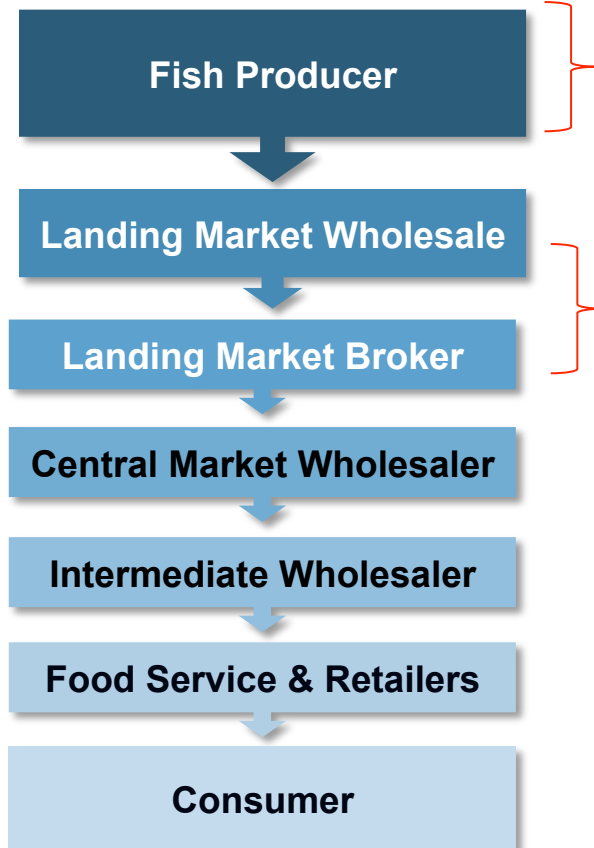 Fish Producer
Landing Market Wholesale
Landing Market Broker
Central Market Wholesaler
Intermediate Wholesaler
Food Service & Retailers
Consumer